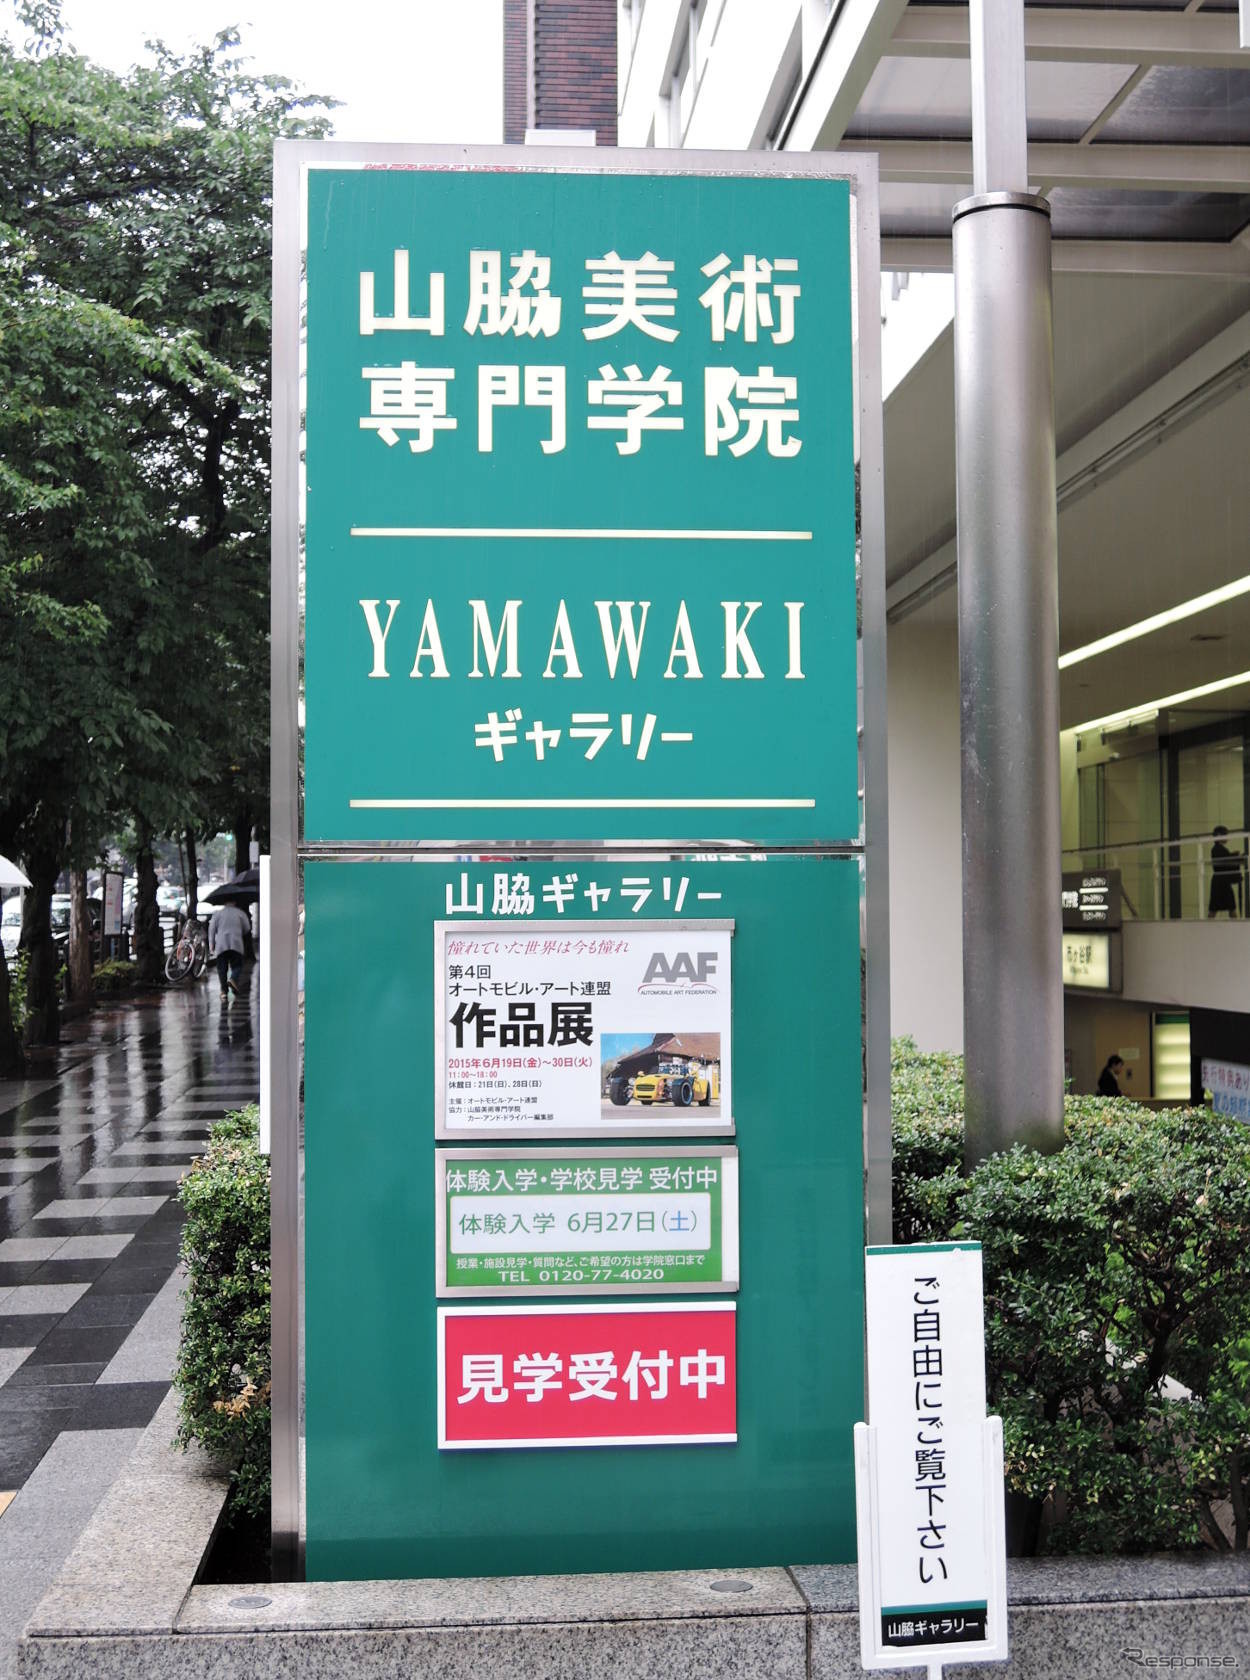 山脇美術
専門学院
YAMAWAKI
ギャラリー
山脇ギャラリー
憧れていた世界は今も憧れ
第4回
オートモビル・アート連盟
作品展
2015年6月19日(金)～30日(火)
11:00～18:00
休館日:21日(日)、28日(日)
主催:オートモビル・アート連盟
協力:山脇美術専門学院
カー・アンド・ドライバー編集部
AAF
AUTOMOBILE ART FEDERATION
体験入学・学校見学 受付中
体験入学 6月27日(土)
授業・施設見学・質問など、ご希望の方は学院窓口まで
TEL 0120-77-4020
見学受付中
ご自由にご覧下さい
山脇ギャラリー
市ヶ谷駅
Response.